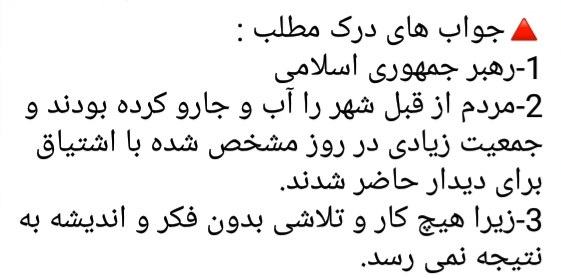 🔺جواب های درک مطلب :
1-رهبر جمهوری اسلامی
2-مردم از قبل شهر را آب و جارو کرده بودند و
جمعیت زیادی در روز مشخص شده با اشتیاق
برای دیدار حاضر شدند.
3-زیرا هیچ کار و تلاشی بدون فکر و اندیشه به
نتیجه نمی رسد.